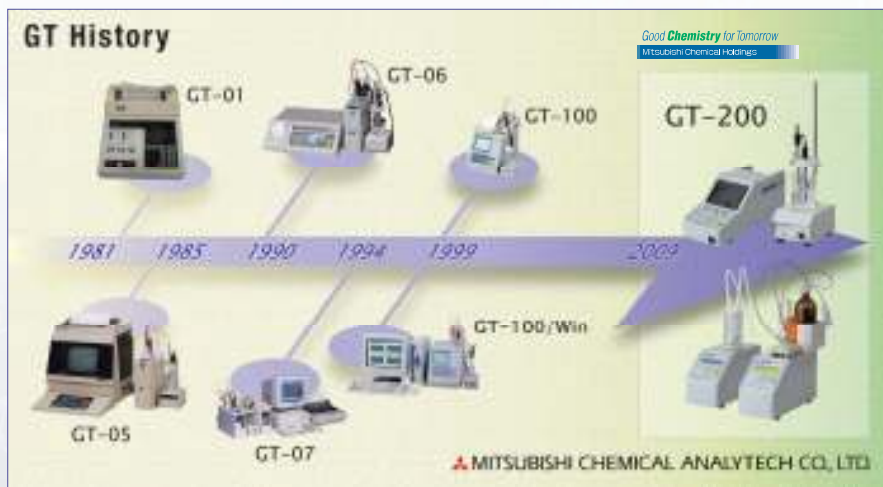 GT History
Good Chemistry for Tomorrow
Mitsubishi Chemical Holdings
GT-01
GT-06
GT-100
GT-200
1981
1985
1990
1994
1999
2009
GT-05
GT-07
GT-100/Win
MITSUBISHI CHEMICAL ANALYTECH CO., LTD.